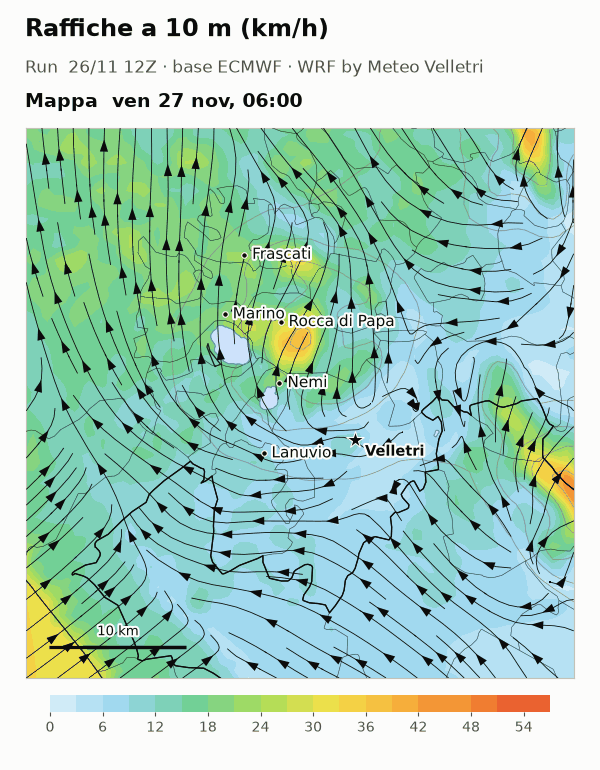 Raffiche a 10 m (km/h)
Run  26/11 12Z · base ECMWF · WRF by Meteo Velletri
Mappa  ven 27 nov, 06:00
Frascati
Marino
Rocca di Papa
Nemi
Lanuvio
Velletri
10 km
0 6 12 18 24 30 36 42 48 54